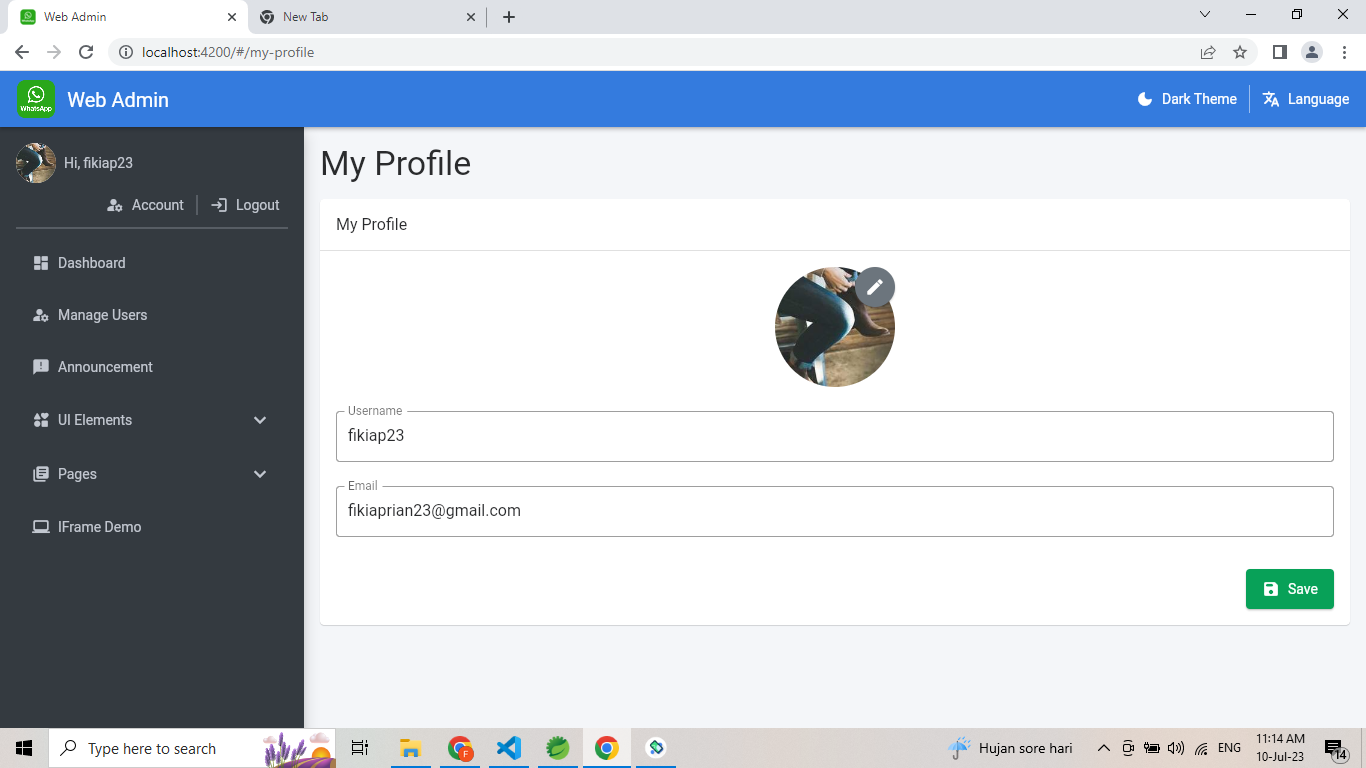 Web Admin
New Tab
localhost:4200/#/my-profile
WhatsApp
Web Admin
Dark Theme
Language
Hi, fikiap23
Account
Logout
Dashboard
Manage Users
Announcement
UI Elements
Pages
IFrame Demo
My Profile
My Profile
Username
fikiap23
Email
fikiaprian23@gmail.com
Save
Type here to search
F
Hujan sore hari
ENG
11:14 AM
10-Jul-23
14